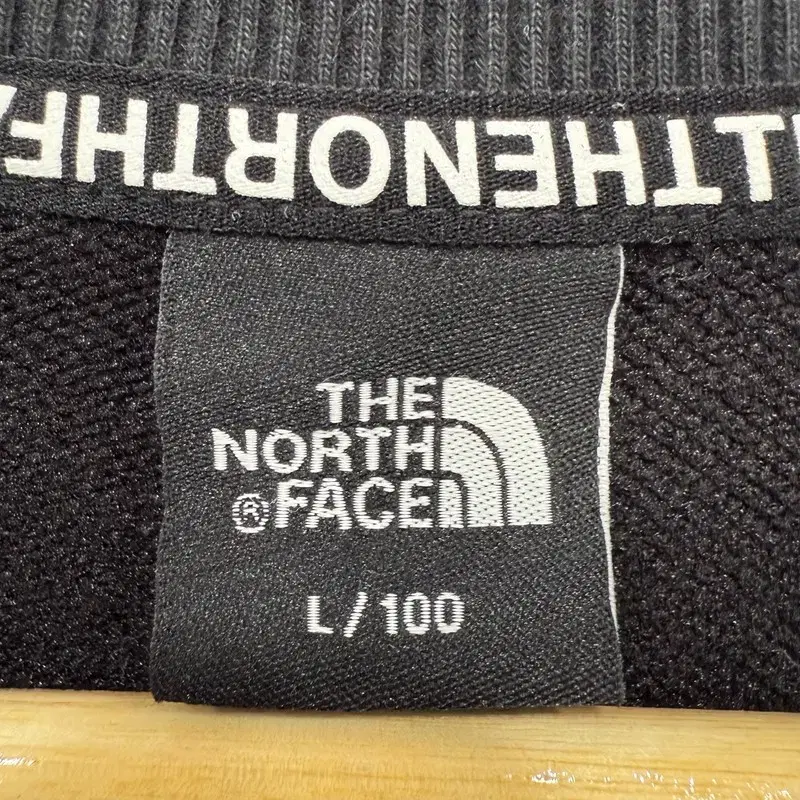 THENORTHF
THE
NORTH
® FACE
L/100